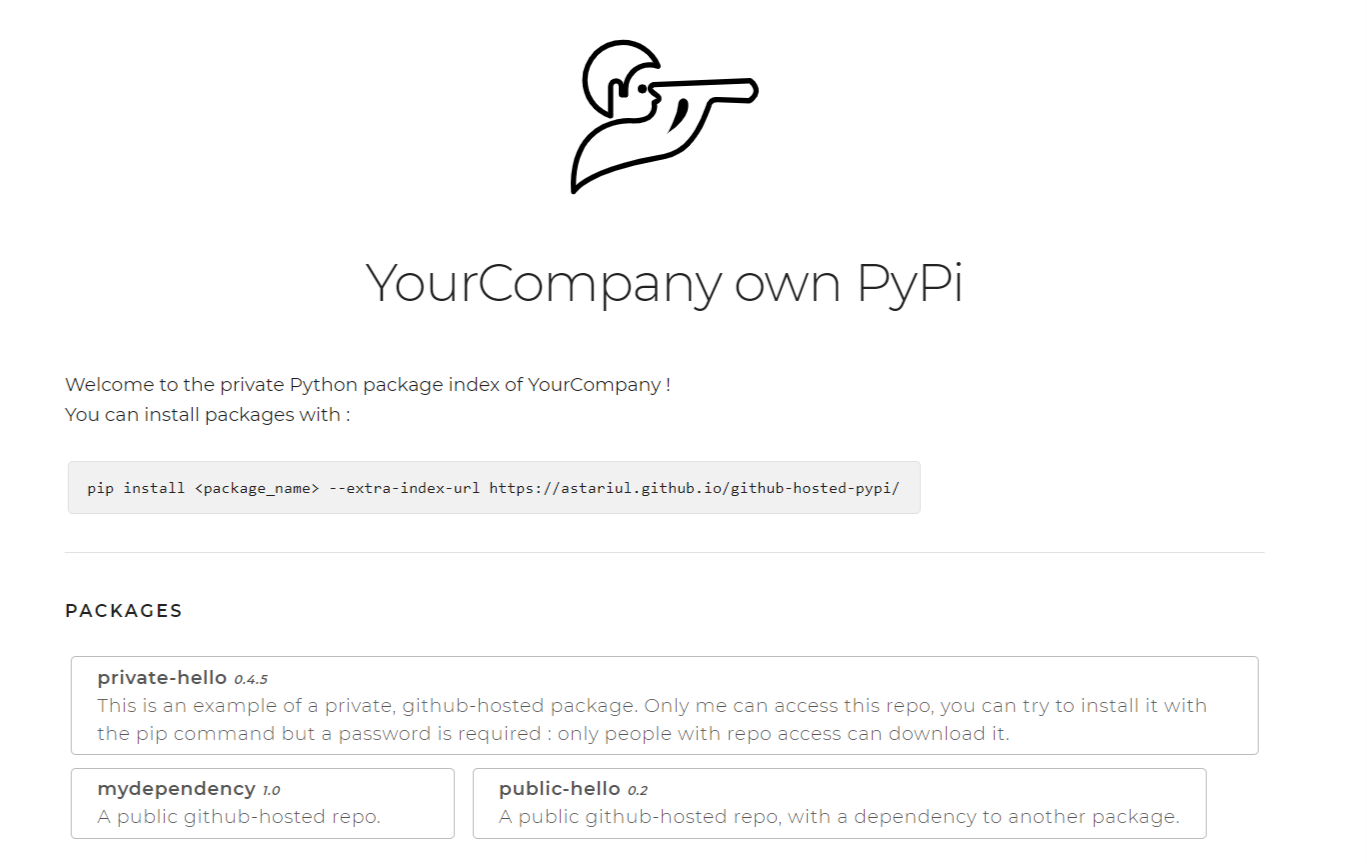 YourCompany own PyPi
Welcome to the private Python package index of YourCompany !
You can install packages with :
pip install <package_name> --extra-index-url https://astariul.github.io/github-hosted-pypi/
PACKAGES
private-hello 0.4.5
This is an example of a private, github-hosted package. Only me can access this repo, you can try to install it with
the pip command but a password is required : only people with repo access can download it.
mydependency 1.0
A public github-hosted repo.
public-hello 0.2
A public github-hosted repo, with a dependency to another package.